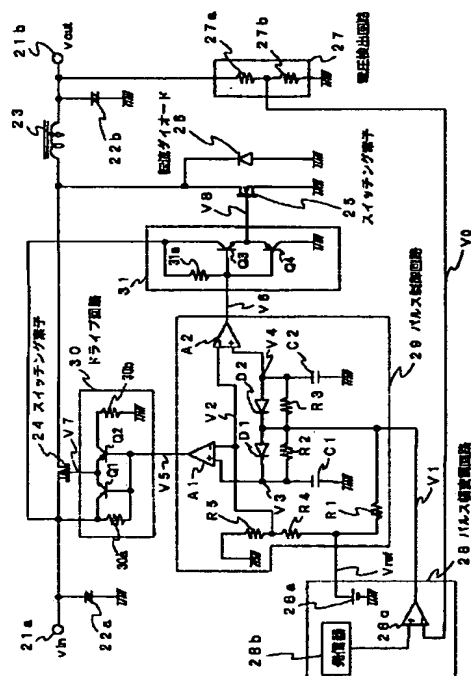 21a
Vin
22a
24 スイッチング素子
V7
30
ドライブ回路
30a
Q1
Q2
30b
23
22b
21b
Vout
27a
27b
27
電圧検出回路
転流ダイオード
26
25
スイッチング素子
V8
31
31a
Q3
Q4
V6
V5
A1
A2
V2
D1
D2
V4
V3
R5
R4
R2
R3
C1
C2
R1
29 パルス制御回路
Vref
28a
28b
発信器
28c
V1
V0
28 パルス幅変調回路